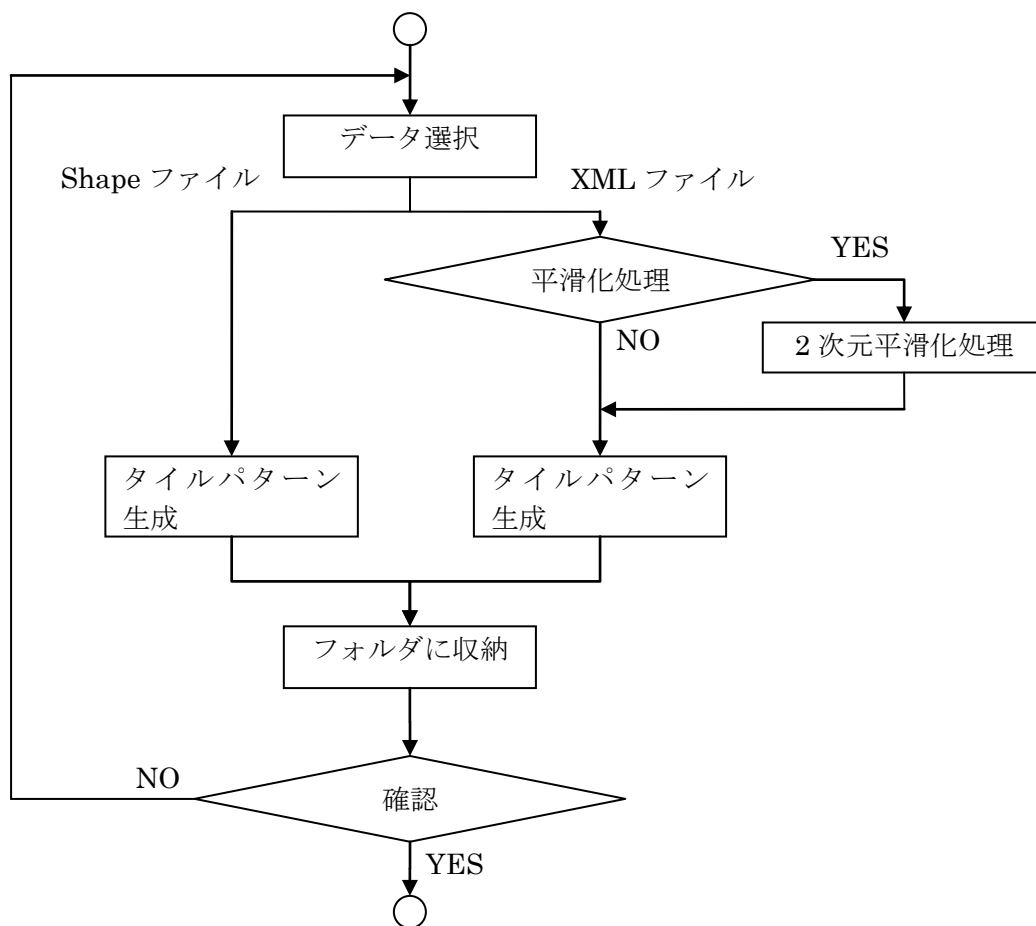 データ選択
Shape ファイル
XML ファイル
平滑化処理
YES
NO
2 次元平滑化処理
タイルパターン
生成
タイルパターン
生成
フォルダに収納
確認
NO
YES